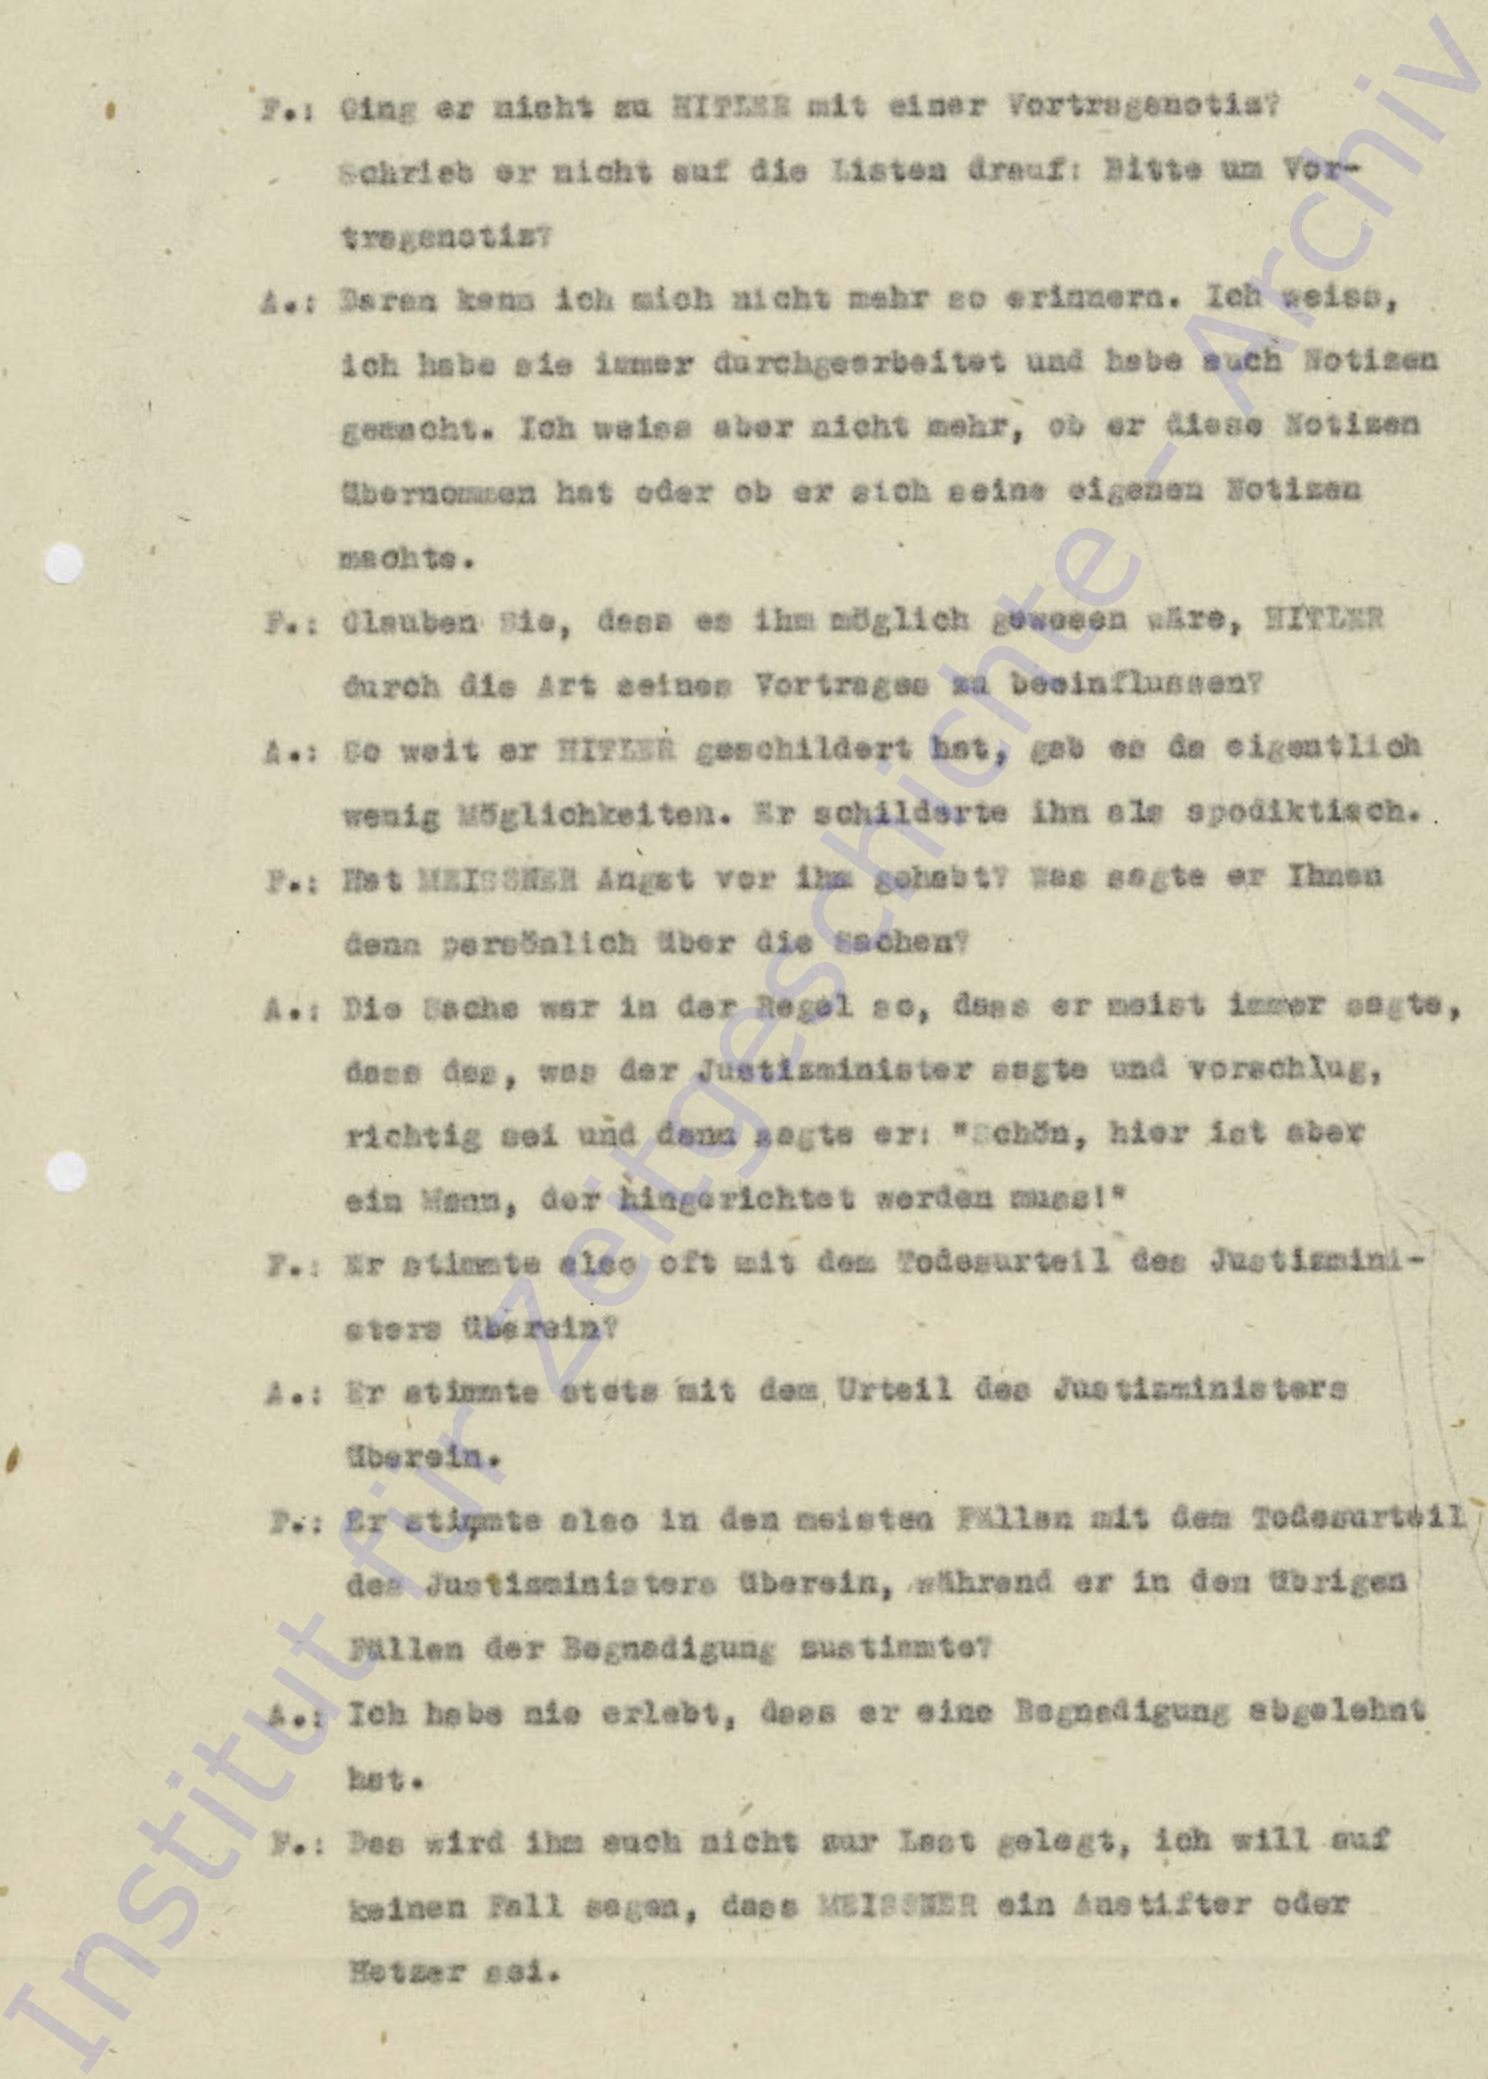 F.: Ging er nicht zu HITLER mit einer Vortragsnotiz?
Schrieb er nicht auf die Listen drauf: Bitte um Vor-
tragsnotiz?
A.: Daran kann ich mich nicht mehr so erinnern. Ich weiss,
ich habe sie immer durchgearbeitet und habe auch Notizen
gemacht. Ich weiss aber nicht mehr, ob er diese Notizen
übernommen hat oder ob er sich seine eigenen Notizen
machte.
F.: Glauben Sie, dass es ihm möglich gewesen wäre, HITLER
durch die Art seines Vortrages zu beeinflussen?
A.: So weit er HITLER geschildert hat, gab es da eigentlich
wenig Möglichkeiten. Er schilderte ihn als apodiktisch.
F.: Hat MEISSNER Angst vor ihm gehabt? Was sagte er Ihnen
denn persönlich über die Sachen?
A.: Die Sache war in der Regel so, dass er meist immer sagte,
dass das, was der Justizminister sagte und vorschlug,
richtig sei und dann sagte er: "Schön, hier ist aber
ein Mann, der hingerichtet werden muss!"
F.: Er stimmte also oft mit dem Todesurteil des Justizmini-
sters überein?
A.: Er stimmte stets mit dem Urteil des Justizministers
überein.
F.: Er stimmte also in den meisten Fällen mit dem Todesurteil
des Justizministers überein, während er in den übrigen
Fällen der Begnadigung zustimmte?
A.: Ich habe nie erlebt, dass er eine Begnadigung abgelehnt
hat.
F.: Das wird ihm auch nicht zur Last gelegt, ich will auf
keinen Fall sagen, dass MEISSNER ein Anstifter oder
Hetzer sei.
Institut für Zeitgeschichte - Archiv